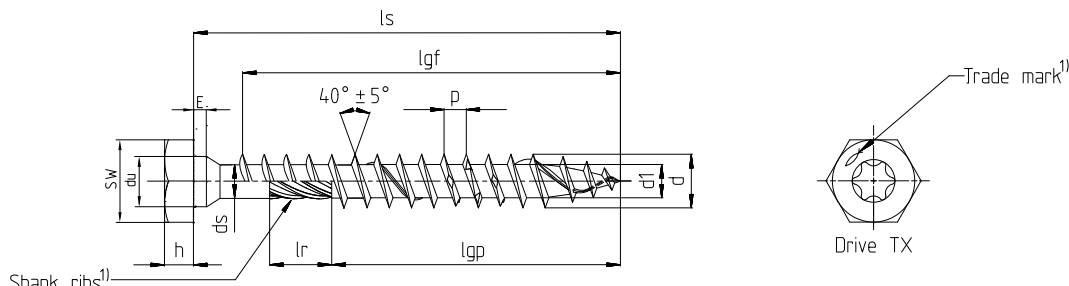 ls
lgf
40° ± 5°
p
E
sw
du
ds
d1
d
h
lr
lgp
Shank ribs1)
Trade mark1)
Drive TX